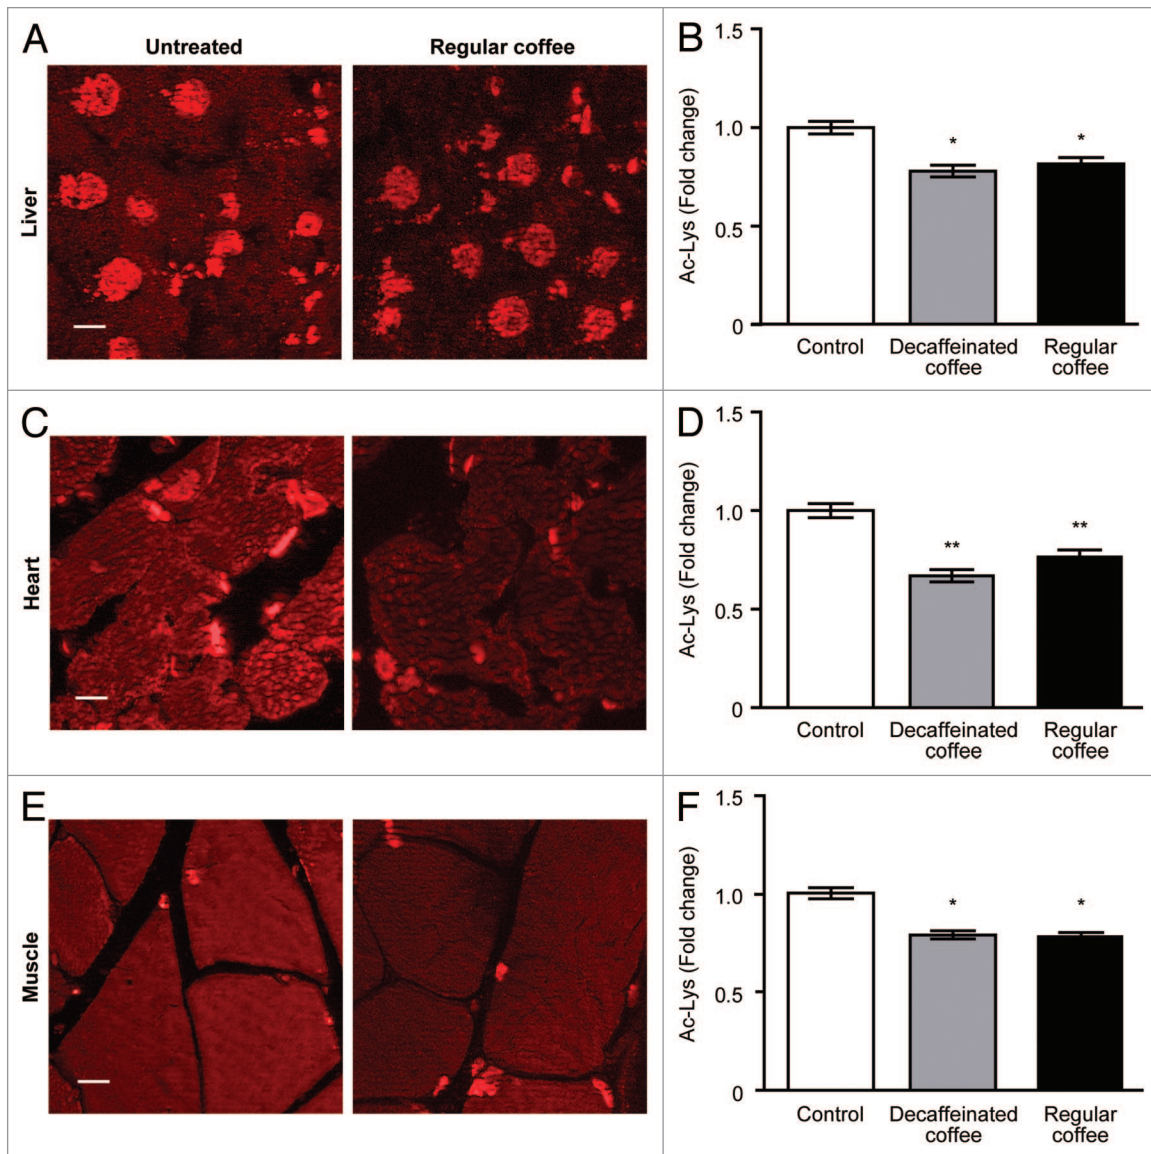 A
Untreated
Regular coffee
Liver
B
Ac-Lys (Fold change)
1.5
1.0
0.5
0
*
*
Control
Decaffeinated
coffee
Regular
coffee
C
Heart
D
Ac-Lys (Fold change)
1.5
1.0
0.5
0
**
**
Control
Decaffeinated
coffee
Regular
coffee
E
Muscle
F
Ac-Lys (Fold change)
1.5
1.0
0.5
0
*
*
Control
Decaffeinated
coffee
Regular
coffee